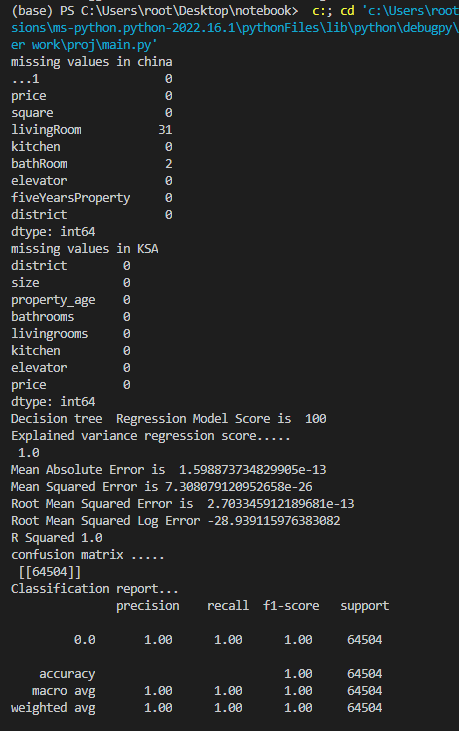 (base) PS C:\Users\root\Desktop\notebook>  c:; cd 'c:\Users\root
sions\ms-python.python-2022.16.1\pythonFiles\lib\python\debugpy\
er work\proj\main.py'
missing values in china
...1                 0
price                0
square               0
livingRoom          31
kitchen              0
bathRoom             2
elevator             0
fiveYearsProperty    0
district             0
dtype: int64
missing values in KSA
district        0
size            0
property_age    0
bathrooms       0
livingrooms     0
kitchen         0
elevator        0
price           0
dtype: int64
Decision tree  Regression Model Score is  100
Explained variance regression score.....
 1.0
Mean Absolute Error is  1.598873734829905e-13
Mean Squared Error is 7.308079120952658e-26
Root Mean Squared Error is  2.703345912189681e-13
Root Mean Squared Log Error -28.939115976383082
R Squared 1.0
confusion matrix .....
 [[64504]]
Classification report...
              precision    recall  f1-score   support
         0.0       1.00      1.00      1.00     64504
    accuracy                           1.00     64504
   macro avg       1.00      1.00      1.00     64504
weighted avg       1.00      1.00      1.00     64504